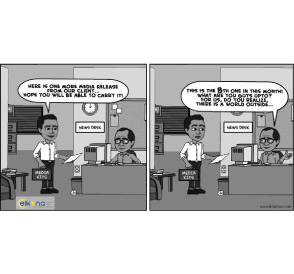 HERE IS ONE MORE MEDIA RELEASE
FROM OUR CLIENT...
HOPE YOU WILL BE ABLE TO CARRY IT!
NEWS DESK
MEDIA
KITS
eikona
THIS IS THE 8TH ONE IN THIS MONTH!
WHAT ARE YOU GUYS UPTO?
FOR US, DO YOU REALIZE,
THERE IS A WORLD OUTSIDE...
NEWS DESK
MEDIA
KITS